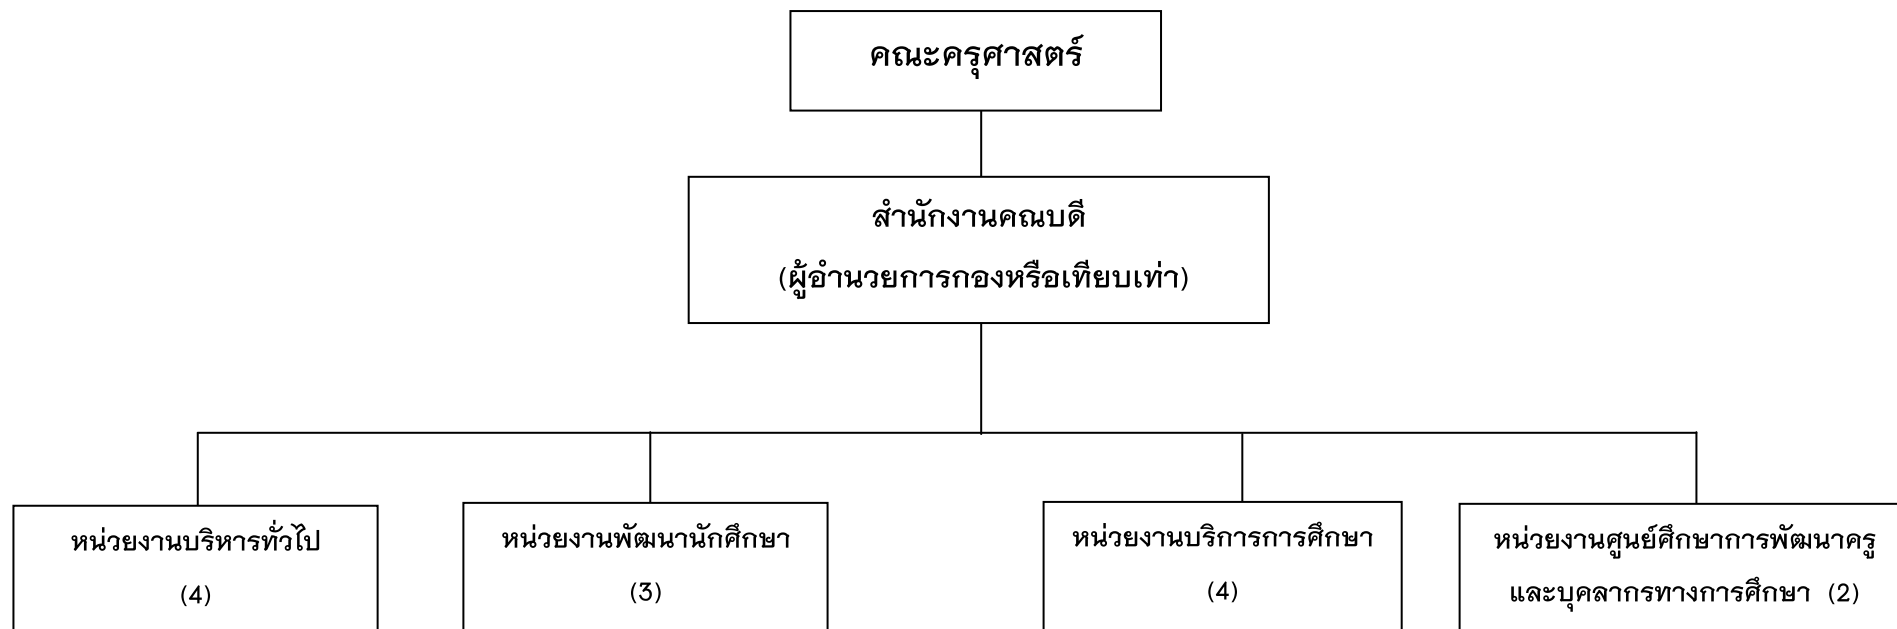 คณะครุศาสตร์
สำนักงานคณบดี
(ผู้อำนวยการกองหรือเทียบเท่า)
หน่วยงานบริหารทั่วไป
(4)
หน่วยงานพัฒนานักศึกษา
(3)
หน่วยงานบริการการศึกษา
(4)
หน่วยงานศูนย์ศึกษาการพัฒนาครู
และบุคลากรทางการศึกษา (2)